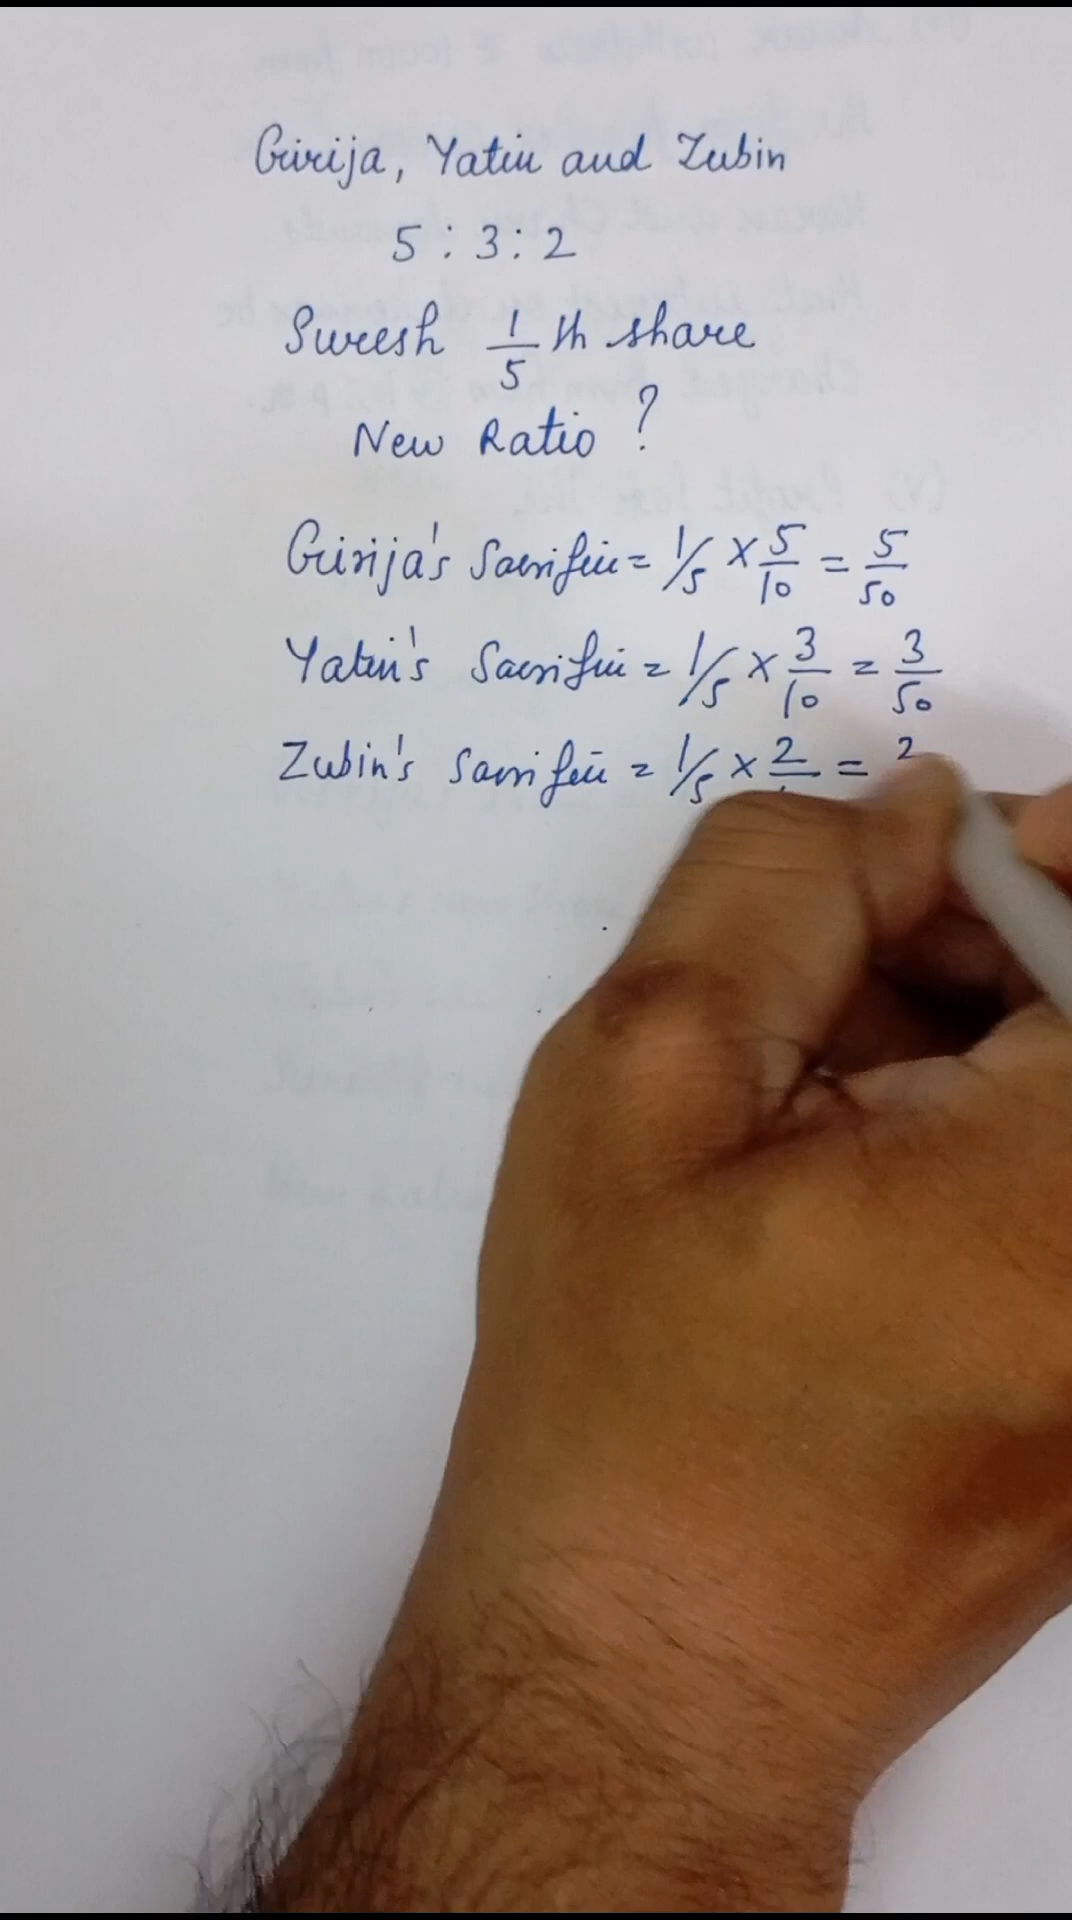 Girija, Yatin and Zubin
5 : 3 : 2
Suresh 1/5 th share
New Ratio ?
Girija's Sacrifice = 1/5 × 5/10 = 5/50
Yatin's Sacrifice = 1/5 × 3/10 = 3/50
Zubin's Sacrifice = 1/5 × 2/ = 2